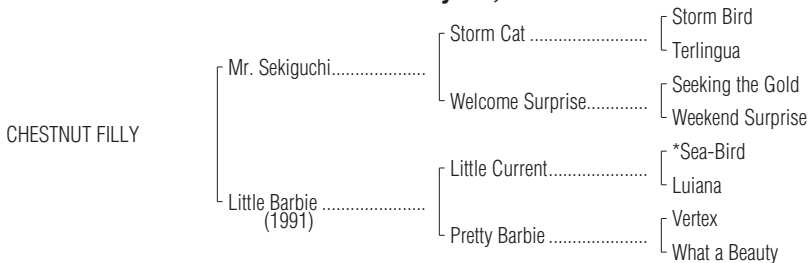 Storm Bird
Storm Cat ........................
Terlingua
Mr. Sekiguchi...................
Seeking the Gold
Welcome Surprise............
Weekend Surprise
CHESTNUT FILLY
*Sea-Bird
Little Current....................
Luiana
Little Barbie .....................
(1991)
Vertex
Pretty Barbie ....................
What a Beauty